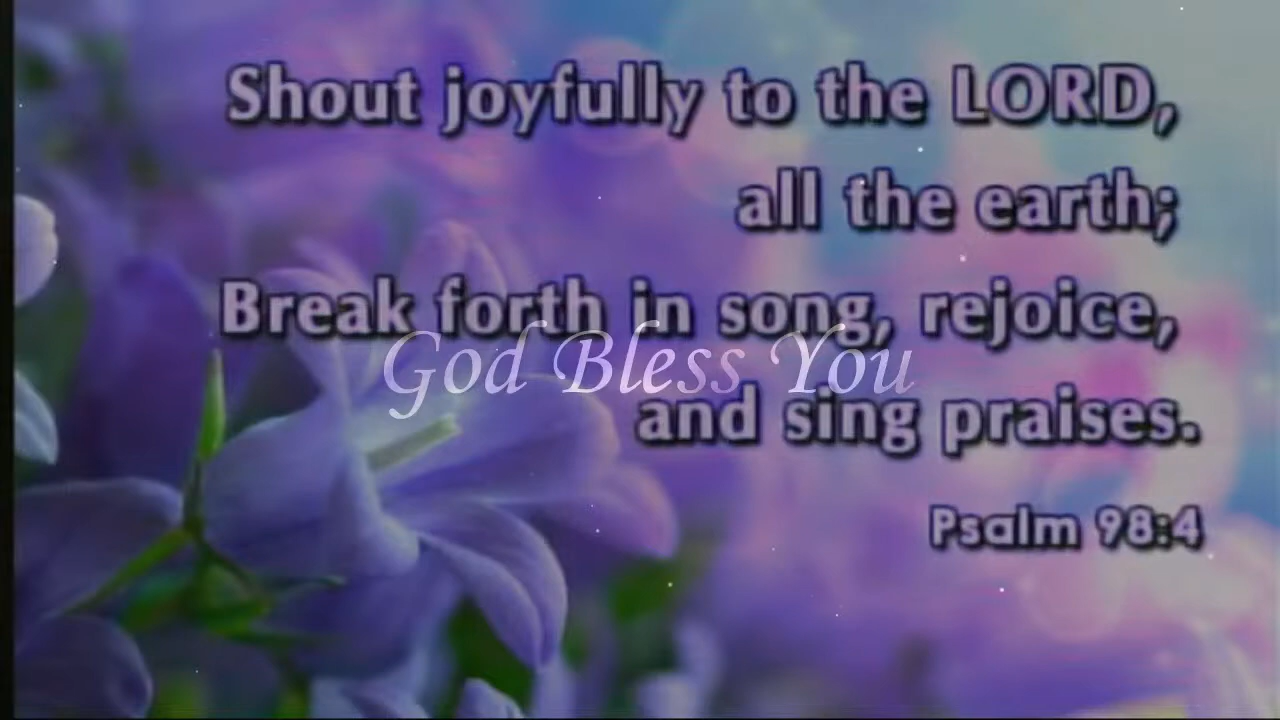 Shout joyfully to the LORD,
all the earth;
Break forth in song, rejoice,
God Bless You
and sing praises.
Psalm 98:4